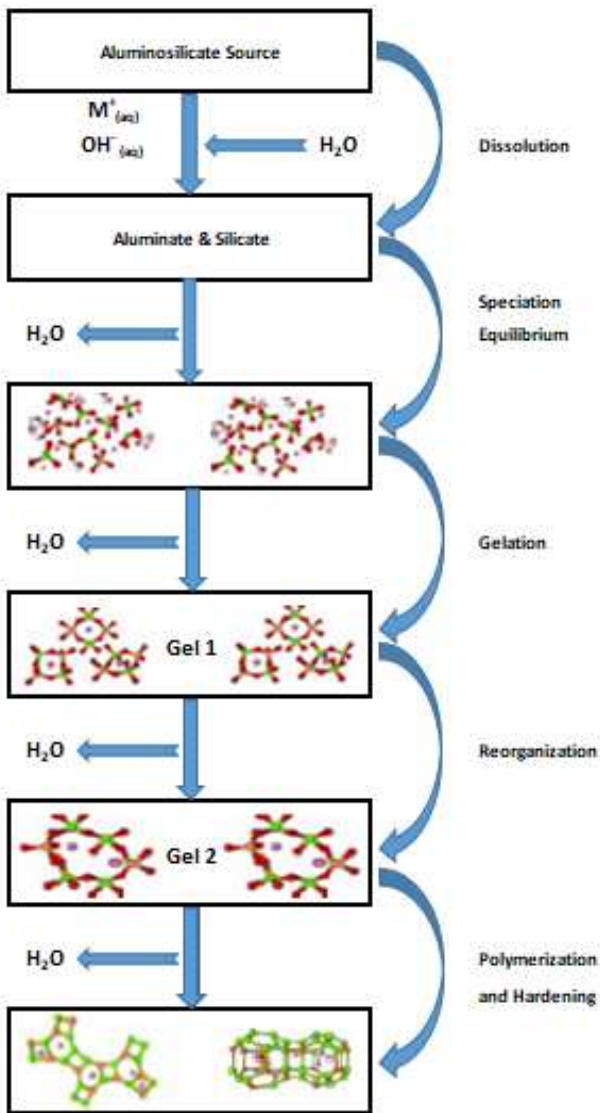 Aluminosilicate Source
M⁺(aq)
OH⁻(aq)
H₂O
Dissolution
Aluminate & Silicate
Speciation
Equilibrium
H₂O
H₂O
Gelation
Gel 1
H₂O
Reorganization
Gel 2
H₂O
Polymerization
and Hardening